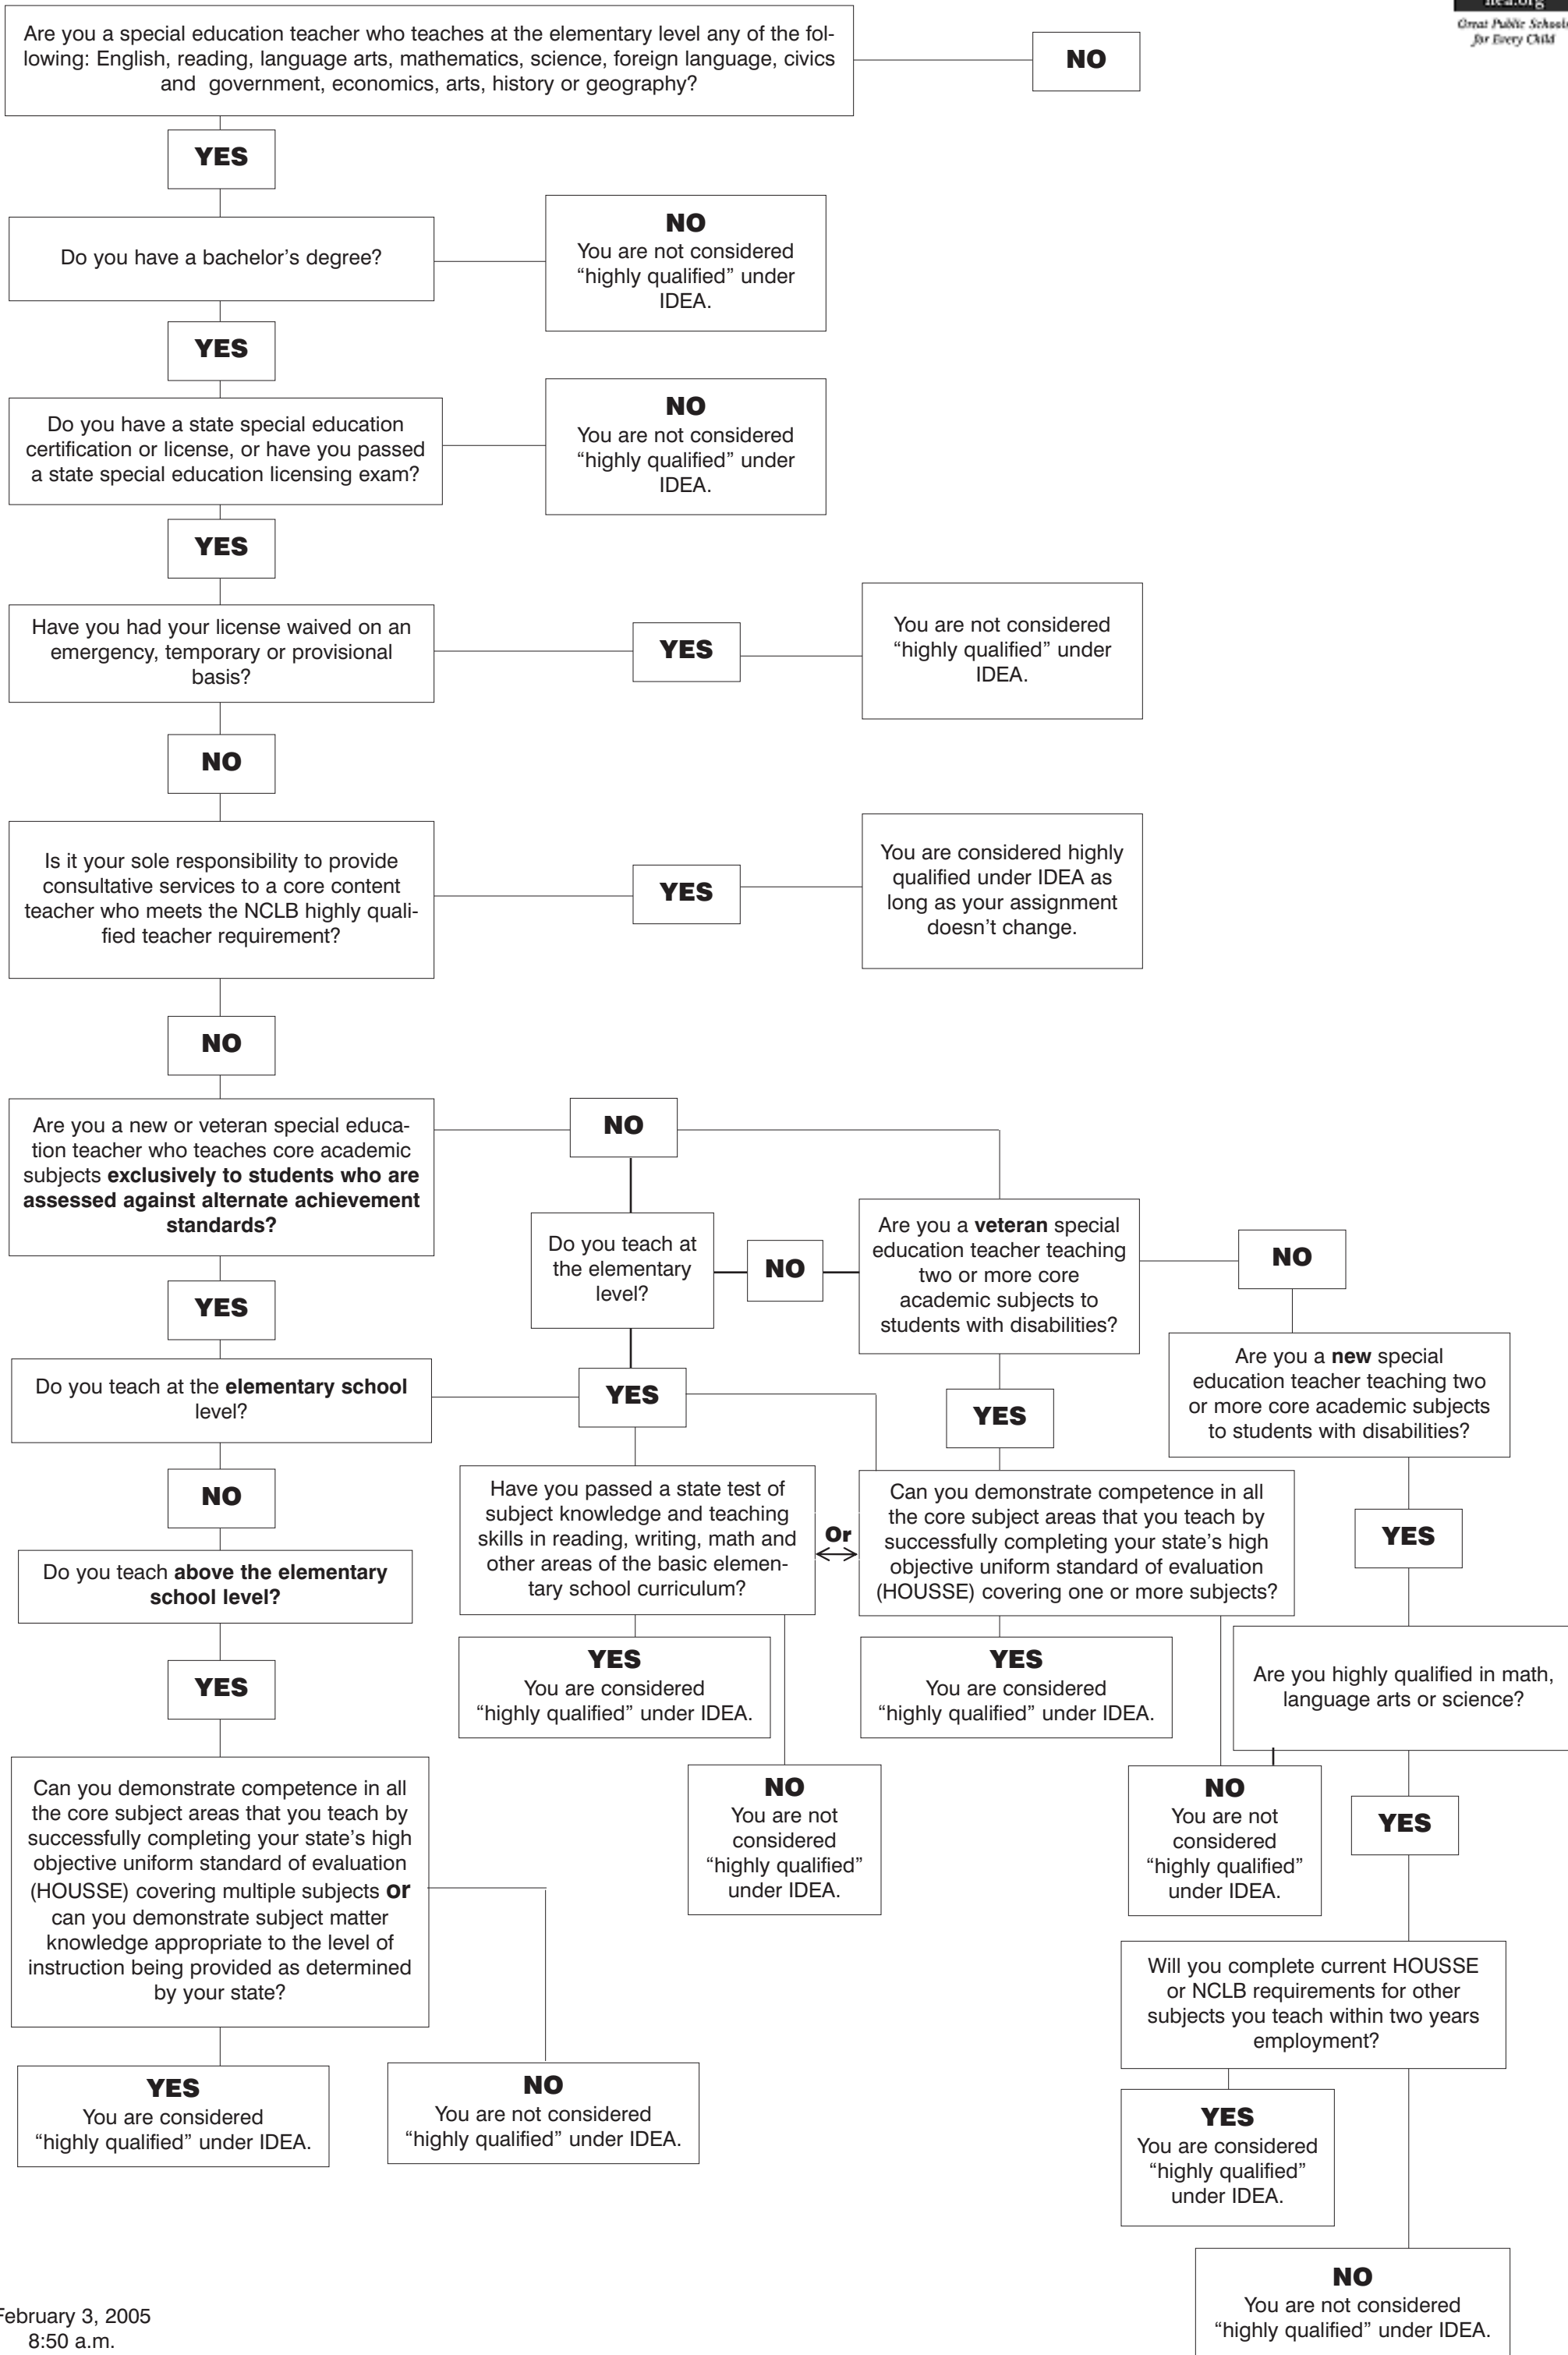 nea.org
Great Public Schools
for Every Child
Are you a special education teacher who teaches at the elementary level any of the fol-
lowing: English, reading, language arts, mathematics, science, foreign language, civics
and government, economics, arts, history or geography?
NO
YES
Do you have a bachelor’s degree?
NO
You are not considered
“highly qualified” under
IDEA.
YES
Do you have a state special education
certification or license, or have you passed
a state special education licensing exam?
NO
You are not considered
“highly qualified” under
IDEA.
YES
Have you had your license waived on an
emergency, temporary or provisional
basis?
YES
You are not considered
“highly qualified” under
IDEA.
NO
Is it your sole responsibility to provide
consultative services to a core content
teacher who meets the NCLB highly quali-
fied teacher requirement?
YES
You are considered highly
qualified under IDEA as
long as your assignment
doesn’t change.
NO
Are you a new or veteran special educa-
tion teacher who teaches core academic
subjects exclusively to students who are
assessed against alternate achievement
standards?
NO
Do you teach at
the elementary
level?
NO
Are you a veteran special
education teacher teaching
two or more core
academic subjects to
students with disabilities?
NO
Are you a new special
education teacher teaching two
or more core academic subjects
to students with disabilities?
YES
Do you teach at the elementary school
level?
YES
YES
NO
Have you passed a state test of
subject knowledge and teaching
skills in reading, writing, math and
other areas of the basic elemen-
tary school curriculum?
Or
Can you demonstrate competence in all
the core subject areas that you teach by
successfully completing your state’s high
objective uniform standard of evaluation
(HOUSSE) covering one or more subjects?
YES
Do you teach above the elementary
school level?
YES
You are considered
“highly qualified” under IDEA.
YES
You are considered
“highly qualified” under IDEA.
Are you highly qualified in math,
language arts or science?
YES
NO
You are not
considered
“highly qualified”
under IDEA.
NO
You are not
considered
“highly qualified”
under IDEA.
YES
Can you demonstrate competence in all
the core subject areas that you teach by
successfully completing your state’s high
objective uniform standard of evaluation
(HOUSSE) covering multiple subjects or
can you demonstrate subject matter
knowledge appropriate to the level of
instruction being provided as determined
by your state?
Will you complete current HOUSSE
or NCLB requirements for other
subjects you teach within two years
employment?
YES
You are considered
“highly qualified” under IDEA.
NO
You are not considered
“highly qualified” under IDEA.
YES
You are considered
“highly qualified”
under IDEA.
NO
You are not considered
“highly qualified” under IDEA.
February 3, 2005
8:50 a.m.